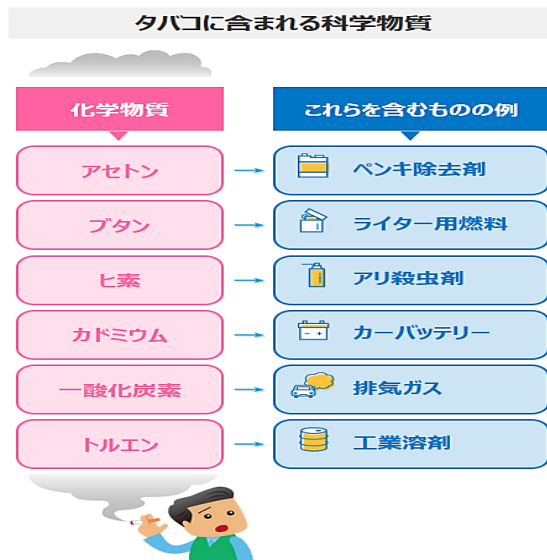 タバコに含まれる科学物質
化学物質
これらを含むものの例
アセトン
ペンキ除去剤
ブタン
ライター用燃料
ヒ素
アリ殺虫剤
カドミウム
カーバッテリー
一酸化炭素
排気ガス
トルエン
工業溶剤